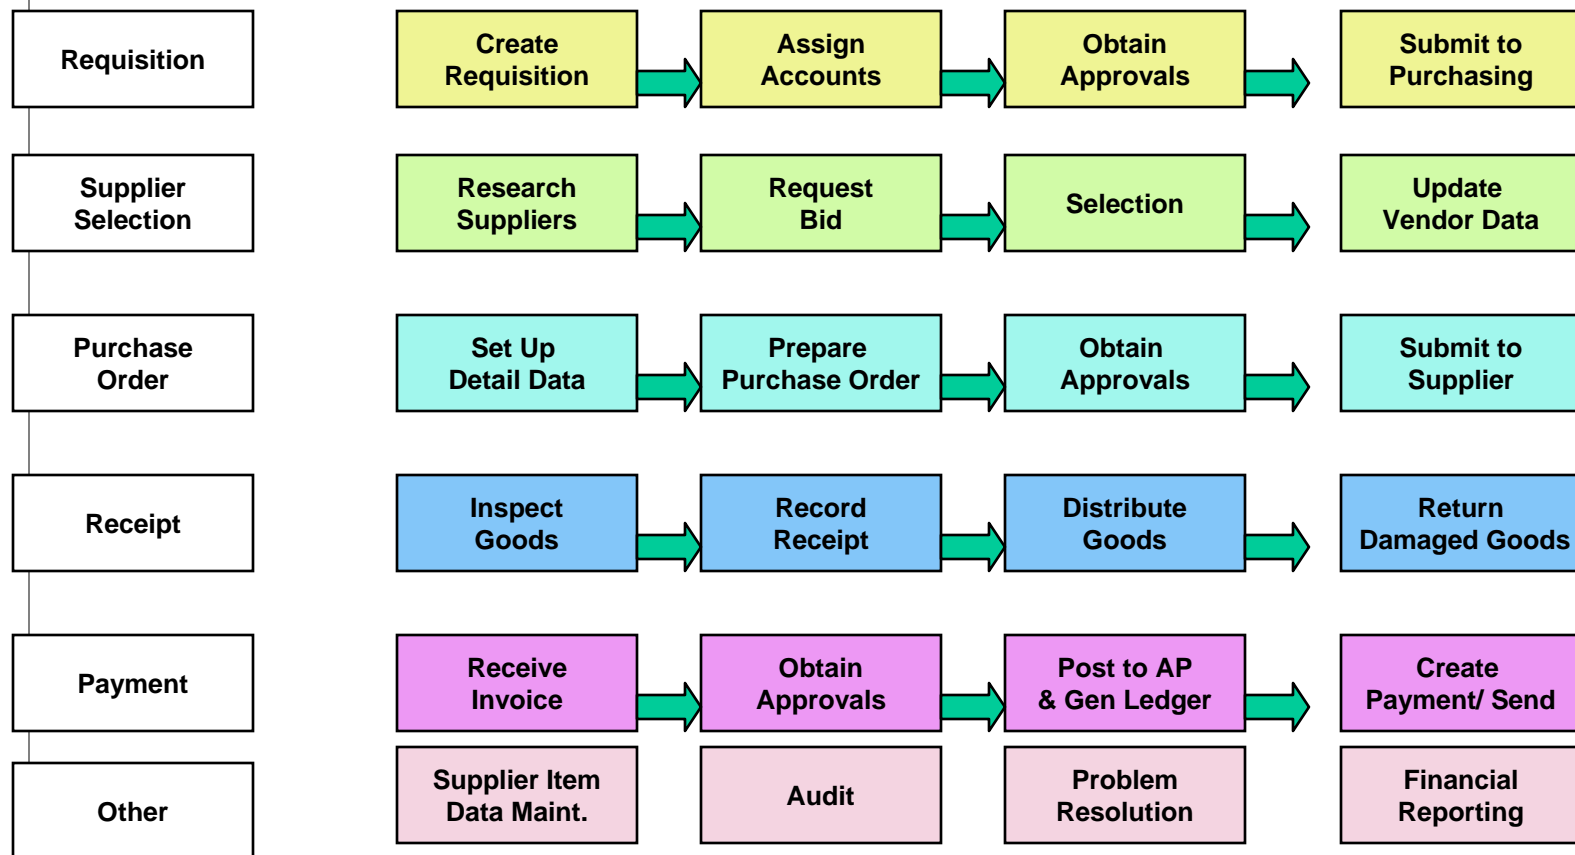 Requisition
Create
Requisition
Assign
Accounts
Obtain
Approvals
Submit to
Purchasing
Supplier
Selection
Research
Suppliers
Request
Bid
Selection
Update
Vendor Data
Purchase
Order
Set Up
Detail Data
Prepare
Purchase Order
Obtain
Approvals
Submit to
Supplier
Receipt
Inspect
Goods
Record
Receipt
Distribute
Goods
Return
Damaged Goods
Payment
Receive
Invoice
Obtain
Approvals
Post to AP
& Gen Ledger
Create
Payment/ Send
Other
Supplier Item
Data Maint.
Audit
Problem
Resolution
Financial
Reporting